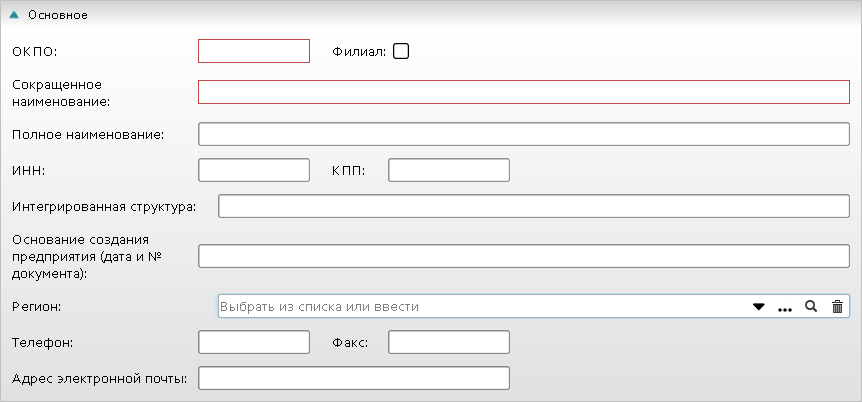 Основное
ОКПО: Филиал:
Сокращенное
наименование:
Полное наименование:
ИНН: КПП:
Интегрированная структура:
Основание создания
предприятия (дата и №
документа):
Регион: Выбрать из списка или ввести
Телефон: Факс:
Адрес электронной почты: